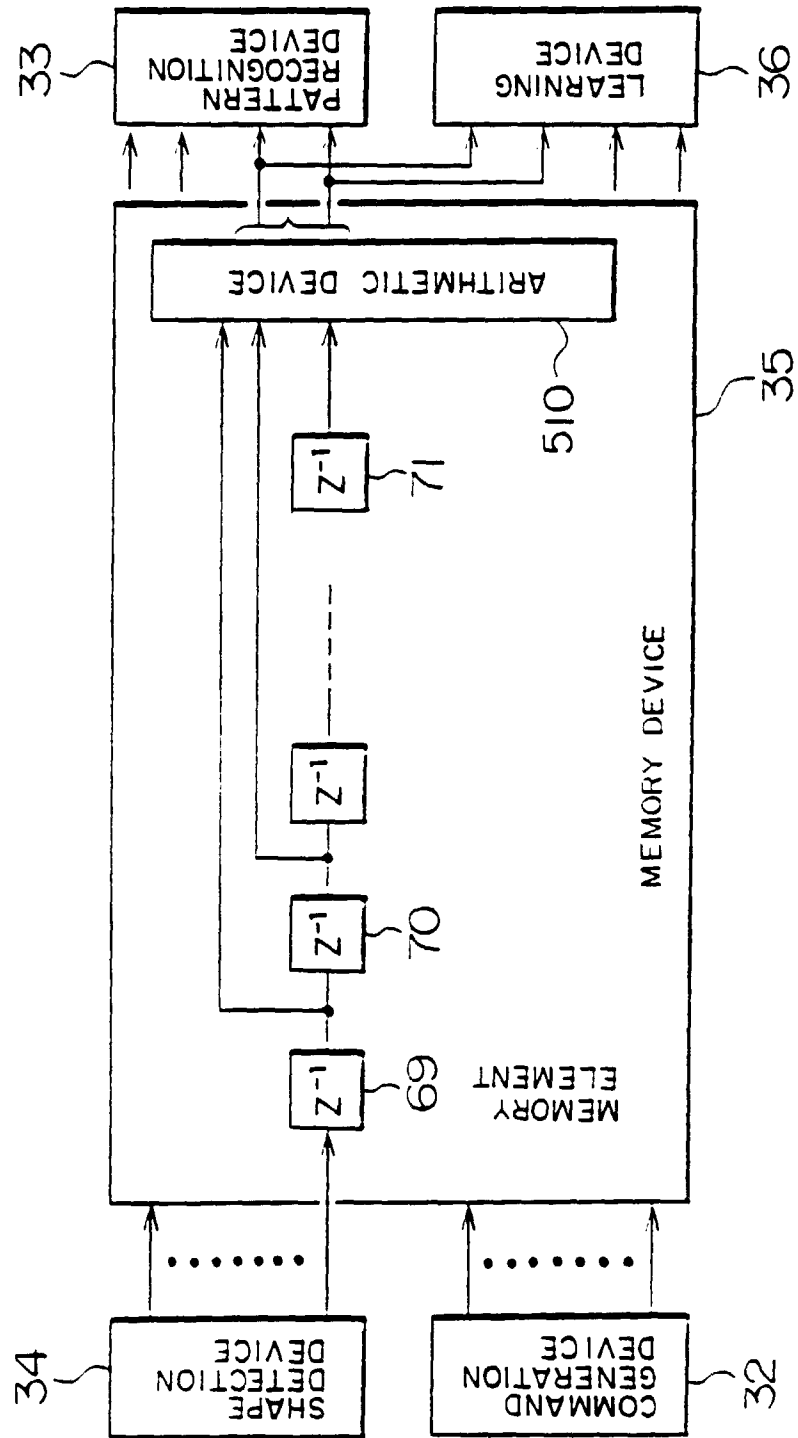 34
SHAPE
DETECTION
DEVICE
32
COMMAND
GENERATION
DEVICE
MEMORY
ELEMENT
Z⁻¹
69
Z⁻¹
70
Z⁻¹
Z⁻¹
71
ARITHMETIC DEVICE
510
MEMORY DEVICE
35
33
PATTERN
RECOGNITION
DEVICE
LEARNING
DEVICE
36